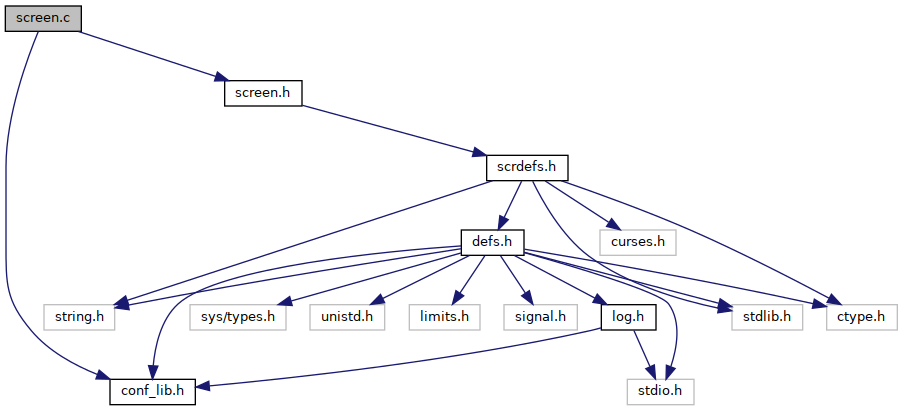 screen.c
screen.h
scrdefs.h
defs.h
curses.h
string.h
sys/types.h
unistd.h
limits.h
signal.h
log.h
stdlib.h
ctype.h
conf_lib.h
stdio.h